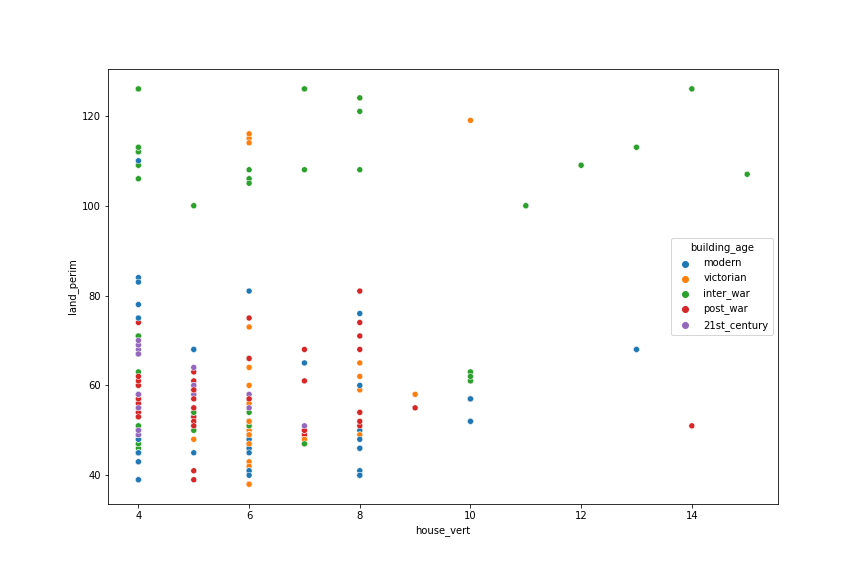 120
100
80
60
40
land_perim
4
6
8
10
12
14
house_vert
building_age
modern
victorian
inter_war
post_war
21st_century